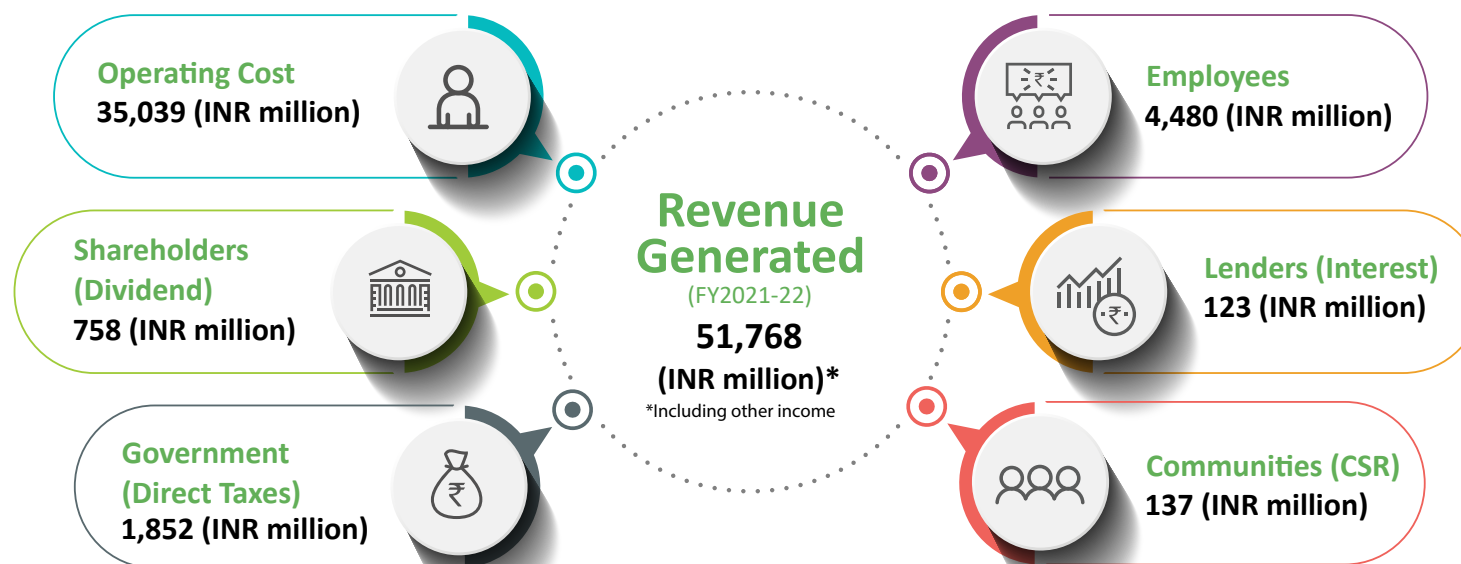 Operating Cost
35,039 (INR million)
Shareholders
(Dividend)
758 (INR million)
Government
(Direct Taxes)
1,852 (INR million)
₹
Revenue
Generated
(FY2021-22)
51,768
(INR million)*
*Including other income
₹
Employees
4,480 (INR million)
₹
Lenders (Interest)
123 (INR million)
Communities (CSR)
137 (INR million)